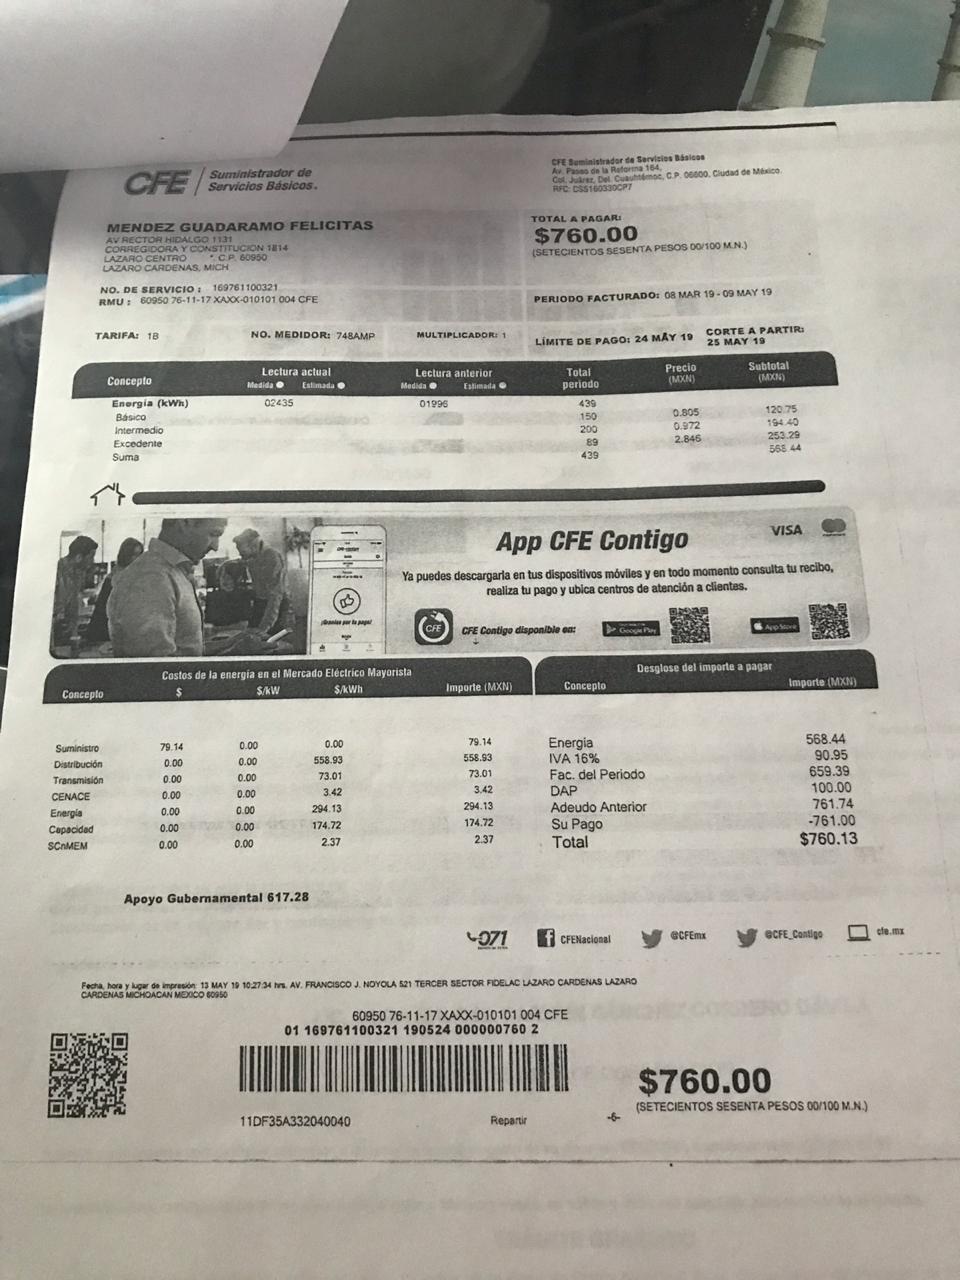 CFE Suministrador de
Servicios Básicos.
CFE Suministrador de Servicios Básicos
Av. Paseo de la Reforma 164,
Col. Juárez, Del. Cuauhtémoc, C.P. 06600, Ciudad de México.
RFC: CSS160330CP7
MENDEZ GUADARAMO FELICITAS
AV RECTOR HIDALGO 1131
CORREGIDORA Y CONSTITUCION 1814
LAZARO CENTRO *. C.P. 60950
LAZARO CARDENAS, MICH
TOTAL A PAGAR:
$760.00
(SETECIENTOS SESENTA PESOS 00/100 M.N.)
NO. DE SERVICIO : 169761100321
RMU : 60950 76-11-17 XAXX-010101 004 CFE
PERIODO FACTURADO: 08 MAR 19 - 09 MAY 19
TARIFA: 1B NO. MEDIDOR: 748AMP MULTIPLICADOR: 1 LÍMITE DE PAGO: 24 MAY 19 CORTE A PARTIR:
25 MAY 19
Concepto Lectura actual Lectura anterior Total periodo Precio (MXN) Subtotal (MXN)
Medida Estimada Medida Estimada
Energía (kWh) 02435 01996 439
Básico 150 0.805 120.75
Intermedio 200 0.972 194.40
Excedente 89 2.846 253.29
Suma 439 568.44
App CFE Contigo VISA
Ya puedes descargarla en tus dispositivos móviles y en todo momento consulta tu recibo,
realiza tu pago y ubica centros de atención a clientes.
¡Gracias por tu pago!
CFE CFE Contigo disponible en: Google Play App Store
Costos de la energía en el Mercado Eléctrico Mayorista
Concepto $ $/kW $/kWh Importe (MXN)
Suministro 79.14 0.00 0.00 79.14
Distribución 0.00 0.00 558.93 558.93
Transmisión 0.00 0.00 73.01 73.01
CENACE 0.00 0.00 3.42 3.42
Energía 0.00 0.00 294.13 294.13
Capacidad 0.00 0.00 174.72 174.72
SCnMEM 0.00 0.00 2.37 2.37
Desglose del importe a pagar
Concepto Importe (MXN)
Energía 568.44
IVA 16% 90.95
Fac. del Periodo 659.39
DAP 100.00
Adeudo Anterior 761.74
Su Pago -761.00
Total $760.13
Apoyo Gubernamental 617.28
071 CFENacional @CFEmx @CFE_Contigo cfe.mx
Fecha, hora y lugar de impresión: 13 MAY 19 10:27:34 hrs. AV. FRANCISCO J. NOYOLA 521 TERCER SECTOR FIDELAC LAZARO CARDENAS LAZARO
CARDENAS MICHOACAN MEXICO 60950
60950 76-11-17 XAXX-010101 004 CFE
01 169761100321 190524 000000760 2
$760.00
(SETECIENTOS SESENTA PESOS 00/100 M.N.)
11DF35A332040040 Repartir -6-